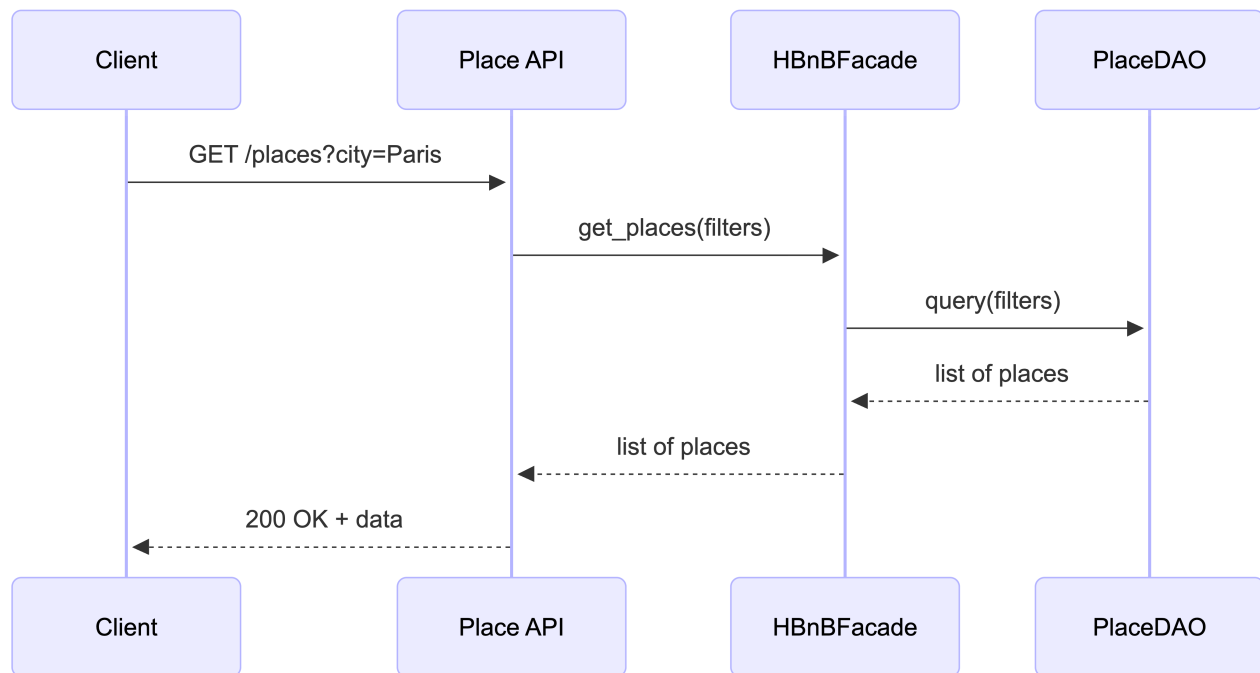 Client
Place API
HBnBFacade
PlaceDAO
GET /places?city=Paris
get_places(filters)
query(filters)
list of places
list of places
200 OK + data
Client
Place API
HBnBFacade
PlaceDAO